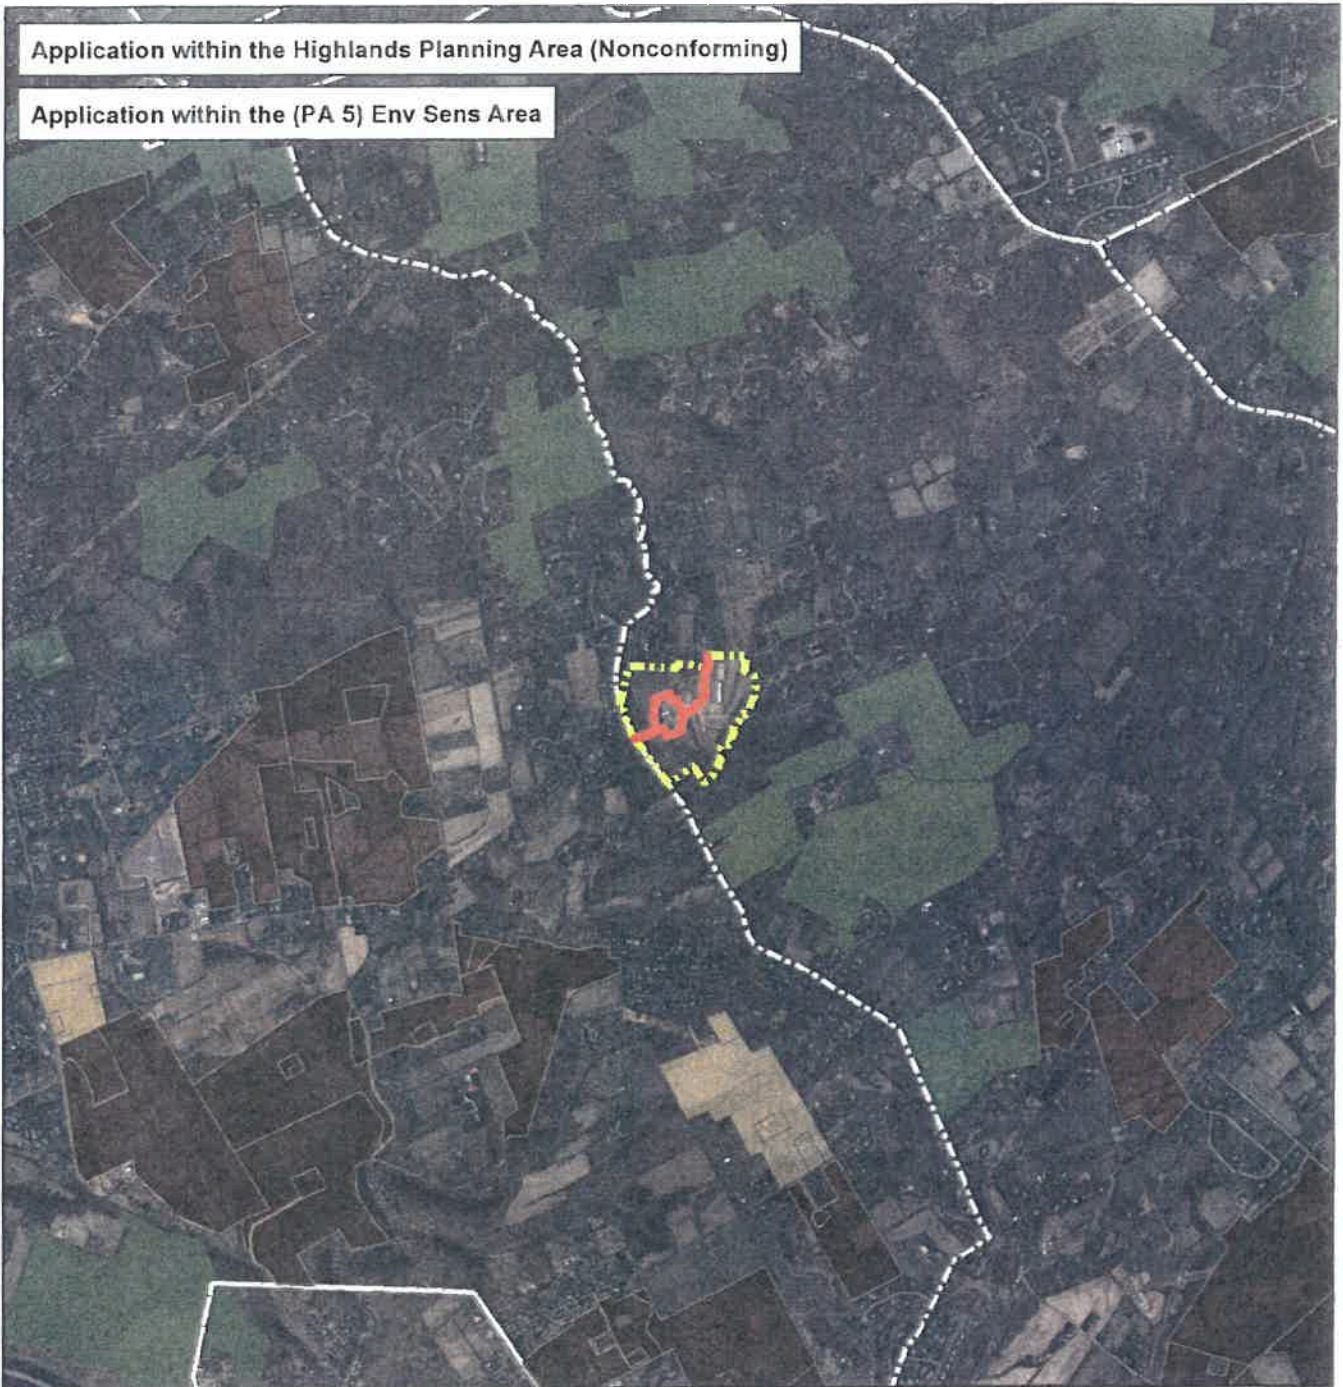 Application within the Highlands Planning Area (Nonconforming)
Application within the (PA 5) Env Sens Area